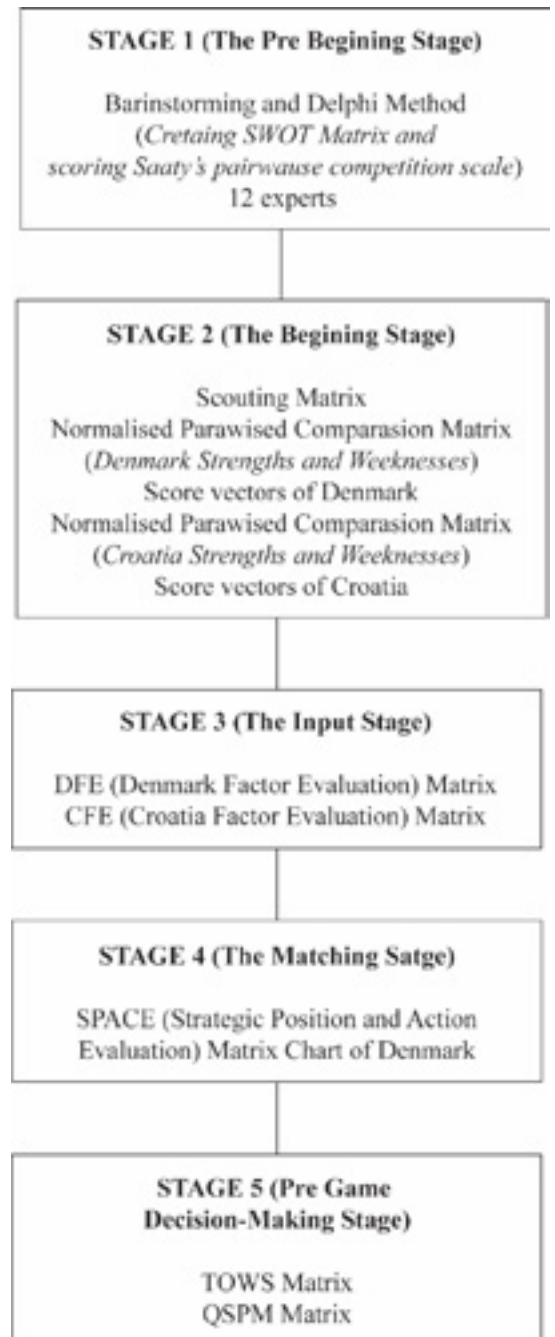 STAGE 1 (The Pre Begining Stage)
Barinstorming and Delphi Method
(Cretaing SWOT Matrix and
scoring Saaty's pairwause competition scale)
12 experts
STAGE 2 (The Begining Stage)
Scouting Matrix
Normalised Parawised Comparasion Matrix
(Denmark Strengths and Weeknesses)
Score vectors of Denmark
Normalised Parawised Comparasion Matrix
(Croatia Strengths and Weeknesses)
Score vectors of Croatia
STAGE 3 (The Input Stage)
DFE (Denmark Factor Evaluation) Matrix
CFE (Croatia Factor Evaluation) Matrix
STAGE 4 (The Matching Satge)
SPACE (Strategic Position and Action
Evaluation) Matrix Chart of Denmark
STAGE 5 (Pre Game
Decision-Making Stage)
TOWS Matrix
QSPM Matrix